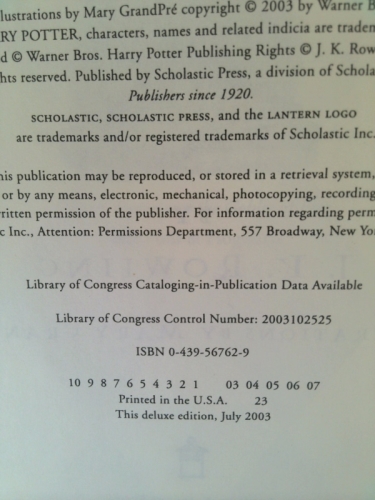 lustrations by Mary GrandPré copyright © 2003 by Warner B
RY POTTER, characters, names and related indicia are tradem
d © Warner Bros. Harry Potter Publishing Rights © J. K. Row
hts reserved. Published by Scholastic Press, a division of Schola
Publishers since 1920.
SCHOLASTIC, SCHOLASTIC PRESS, and the LANTERN LOGO
are trademarks and/or registered trademarks of Scholastic Inc.
his publication may be reproduced, or stored in a retrieval system,
or by any means, electronic, mechanical, photocopying, recording
written permission of the publisher. For information regarding perm
ic Inc., Attention: Permissions Department, 557 Broadway, New Yor
Library of Congress Cataloging-in-Publication Data Available
Library of Congress Control Number: 2003102525
ISBN 0-439-56762-9
10 9 8 7 6 5 4 3 2 1 03 04 05 06 07
Printed in the U.S.A. 23
This deluxe edition, July 2003